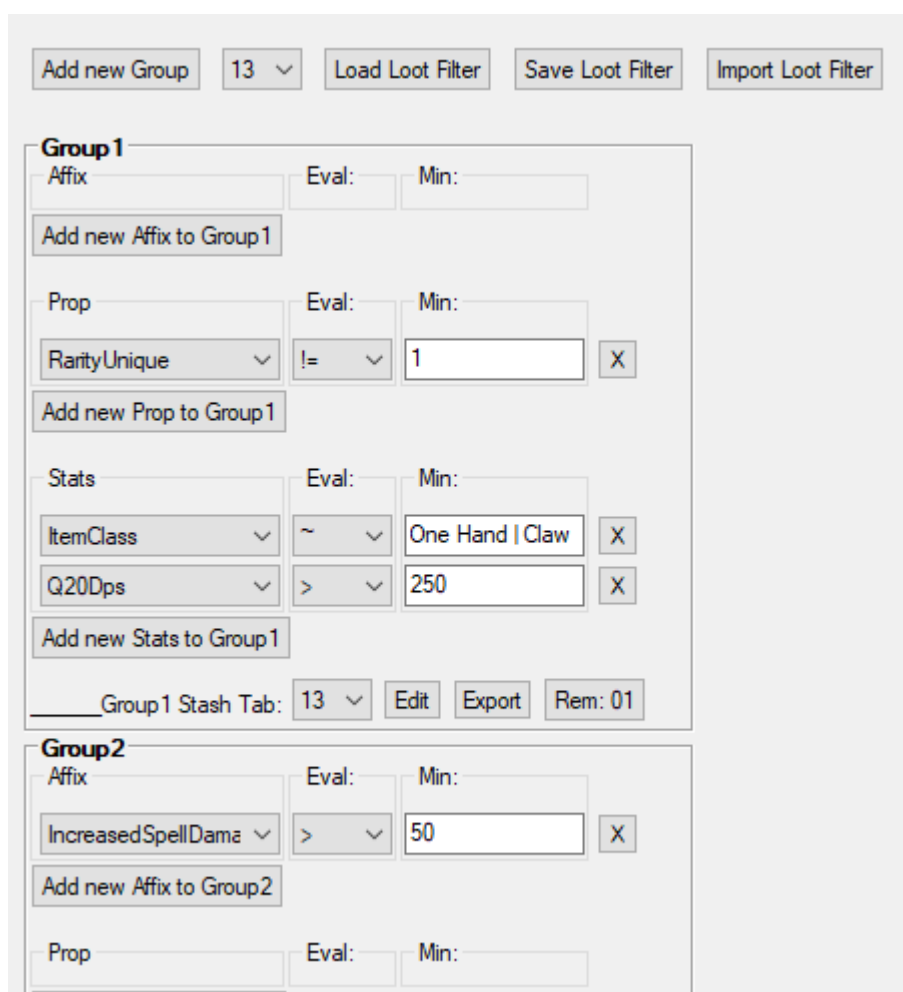 Add new Group 13 Load Loot Filter Save Loot Filter Import Loot Filter
Group1
Affix Eval: Min:
Add new Affix to Group1
Prop Eval: Min:
RarityUnique != 1 X
Add new Prop to Group1
Stats Eval: Min:
ItemClass ~ One Hand | Claw X
Q20Dps > 250 X
Add new Stats to Group1
______Group1 Stash Tab: 13 Edit Export Rem: 01
Group2
Affix Eval: Min:
IncreasedSpellDama > 50 X
Add new Affix to Group2
Prop Eval: Min: